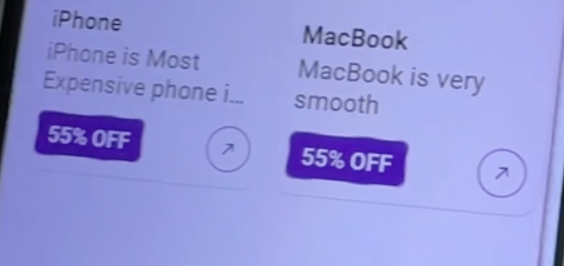 iPhone
iPhone is Most
Expensive phone i...
55% OFF
MacBook
MacBook is very
smooth
55% OFF